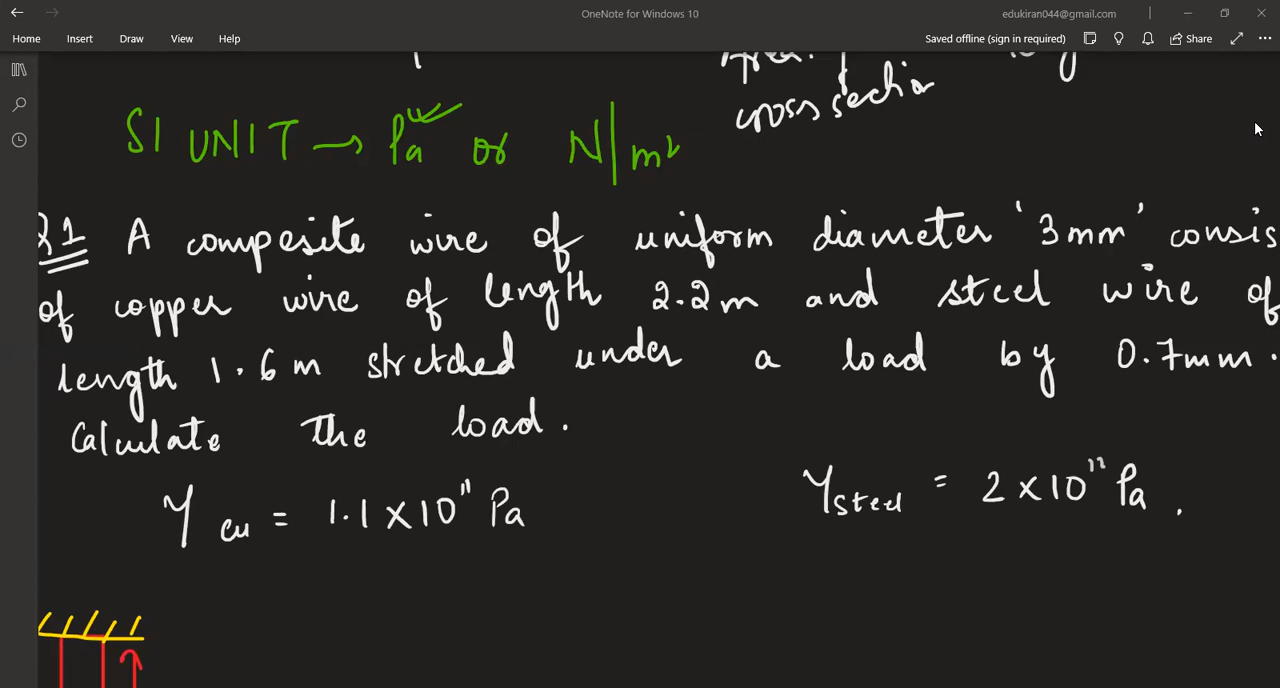 OneNote for Windows 10
edukiran044@gmail.com
Home Insert Draw View Help
Saved offline (sign in required) Share
cross section
SI UNIT → Pa or N/m²
Q1 A composite wire of uniform diameter '3mm' consis
of copper wire of length 2.2m and steel wire of
length 1.6m stretched under a load by 0.7mm.
Calculate the load.
Y cu = 1.1 × 10¹¹ Pa
Y steel = 2 × 10¹¹ Pa.